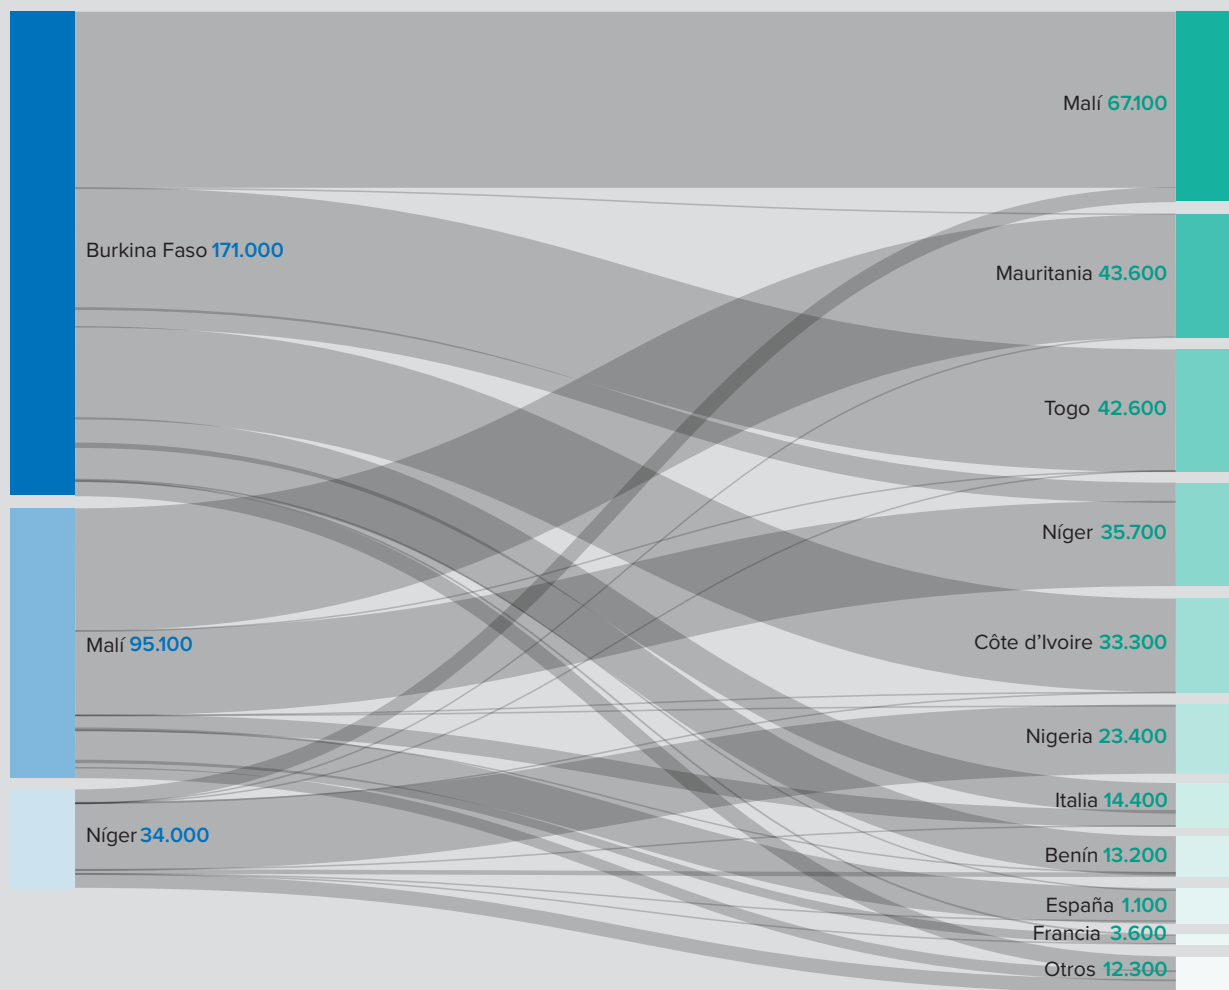 Burkina Faso 171.000
Malí 95.100
Níger 34.000
Malí 67.100
Mauritania 43.600
Togo 42.600
Níger 35.700
Côte d’Ivoire 33.300
Nigeria 23.400
Italia 14.400
Benín 13.200
España 1.100
Francia 3.600
Otros 12.300